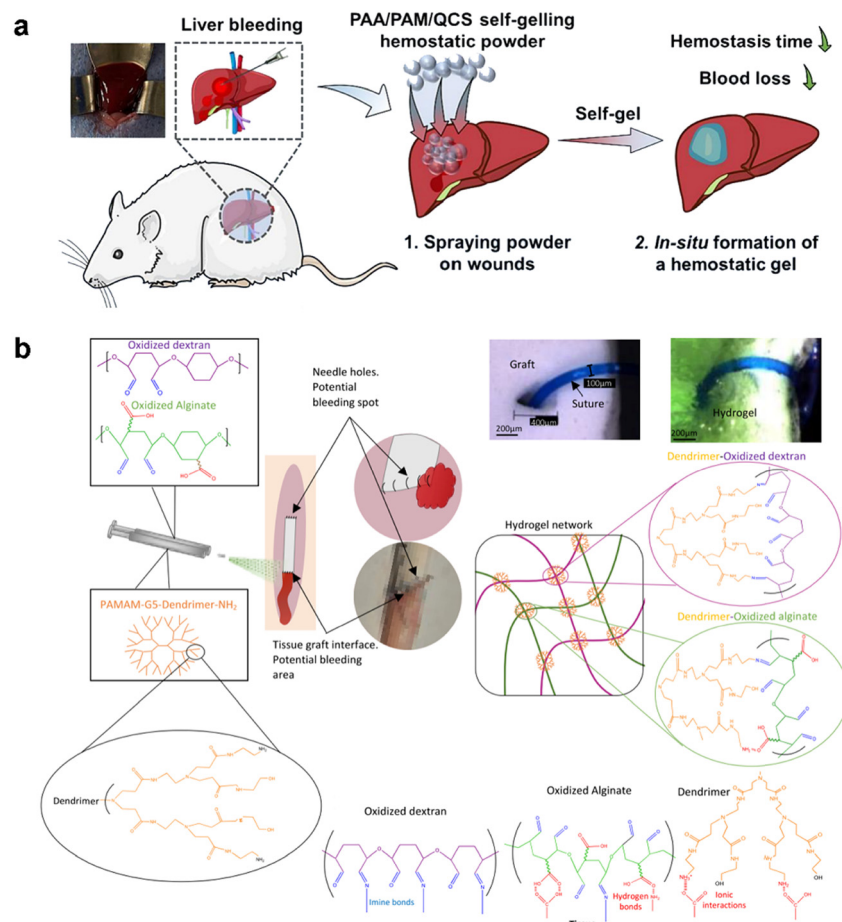 a
Liver bleeding
PAA/PAM/QCS self-gelling
hemostatic powder
Hemostasis time
Blood loss
Self-gel
1. Spraying powder
on wounds
2. In-situ formation of
a hemostatic gel
b
Oxidized dextran
Oxidized Alginate
Needle holes.
Potential
bleeding spot
Graft
100µm
Suture
400µm
200µm
Hydrogel
200µm
Dendrimer-Oxidized dextran
Hydrogel network
PAMAM-G5-Dendrimer-NH2
Tissue graft interface.
Potential bleeding
area
Dendrimer-Oxidized alginate
Dendrimer
Oxidized dextran
Imine bonds
Oxidized Alginate
Hydrogen
bonds
Dendrimer
Ionic
interactions